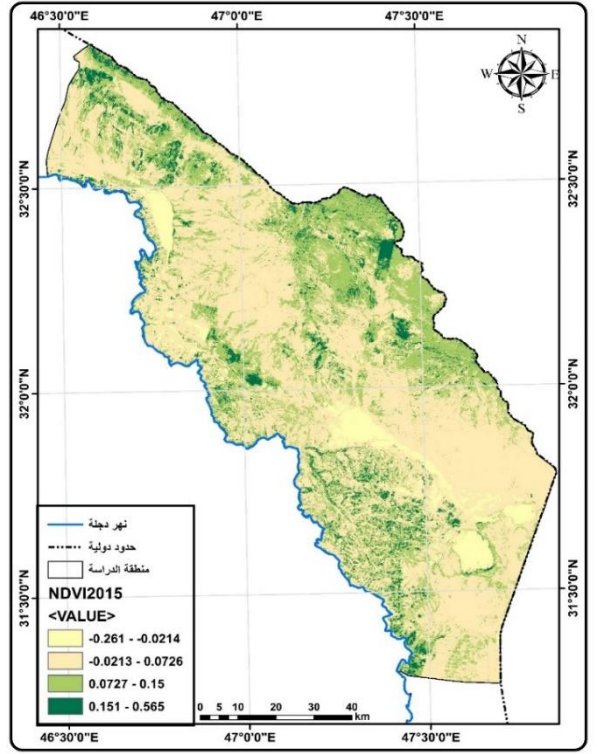 46°30'0"E 47°0'0"E 47°30'0"E
N
W E
S
32°30'0"N 32°30'0"N
32°0'0"N 32°0'0"N
31°30'0"N 31°30'0"N
نهر دجلة
حدود دولية
منطقة الدراسة
NDVI2015
<VALUE>
-0.261 - -0.0214
-0.0213 - 0.0726
0.0727 - 0.15
0.151 - 0.565
0 5 10 20 30 40
km
46°30'0"E 47°0'0"E 47°30'0"E